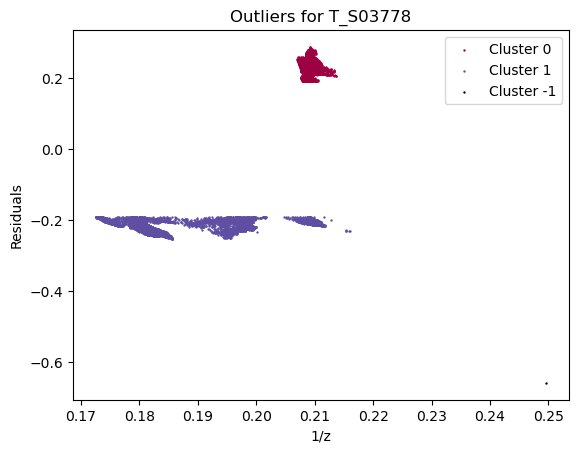 Outliers for T_S03778
Cluster 0
Cluster 1
Cluster -1
Residuals
0.2
0.0
−0.2
−0.4
−0.6
0.17 0.18 0.19 0.20 0.21 0.22 0.23 0.24 0.25
1/z